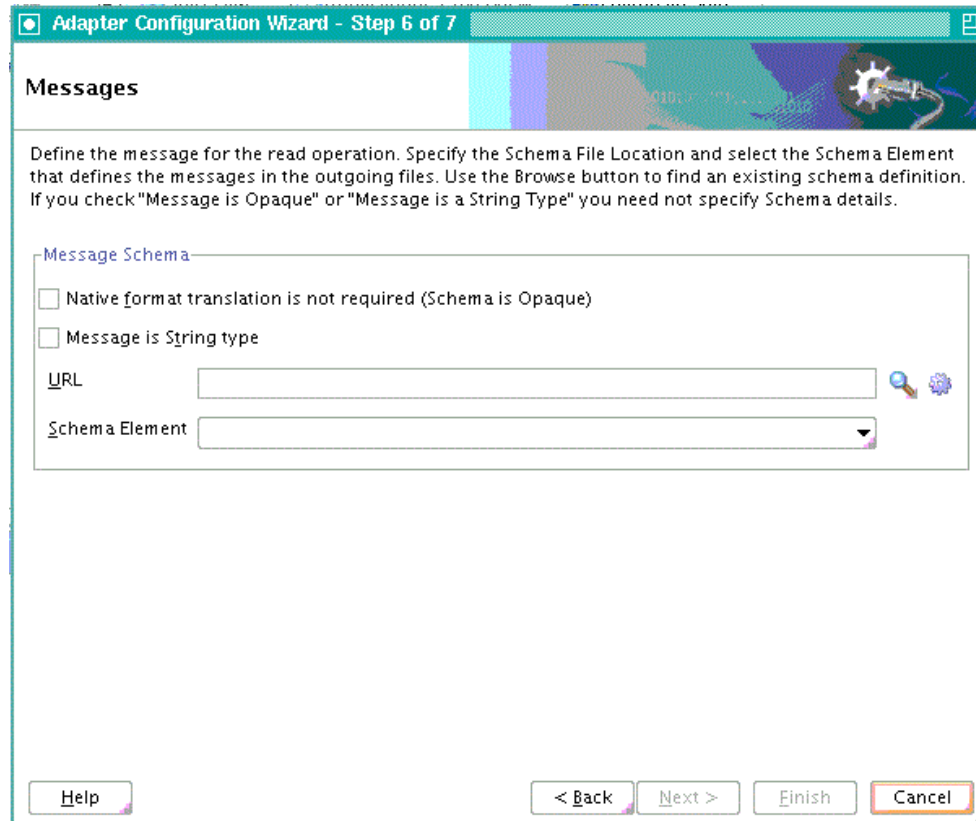 Adapter Configuration Wizard - Step 6 of 7
Messages
Define the message for the read operation. Specify the Schema File Location and select the Schema Element
that defines the messages in the outgoing files. Use the Browse button to find an existing schema definition.
If you check "Message is Opaque" or "Message is a String Type" you need not specify Schema details.
Message Schema
Native format translation is not required (Schema is Opaque)
Message is String type
URL
Schema Element
Help
< Back
Next >
Finish
Cancel